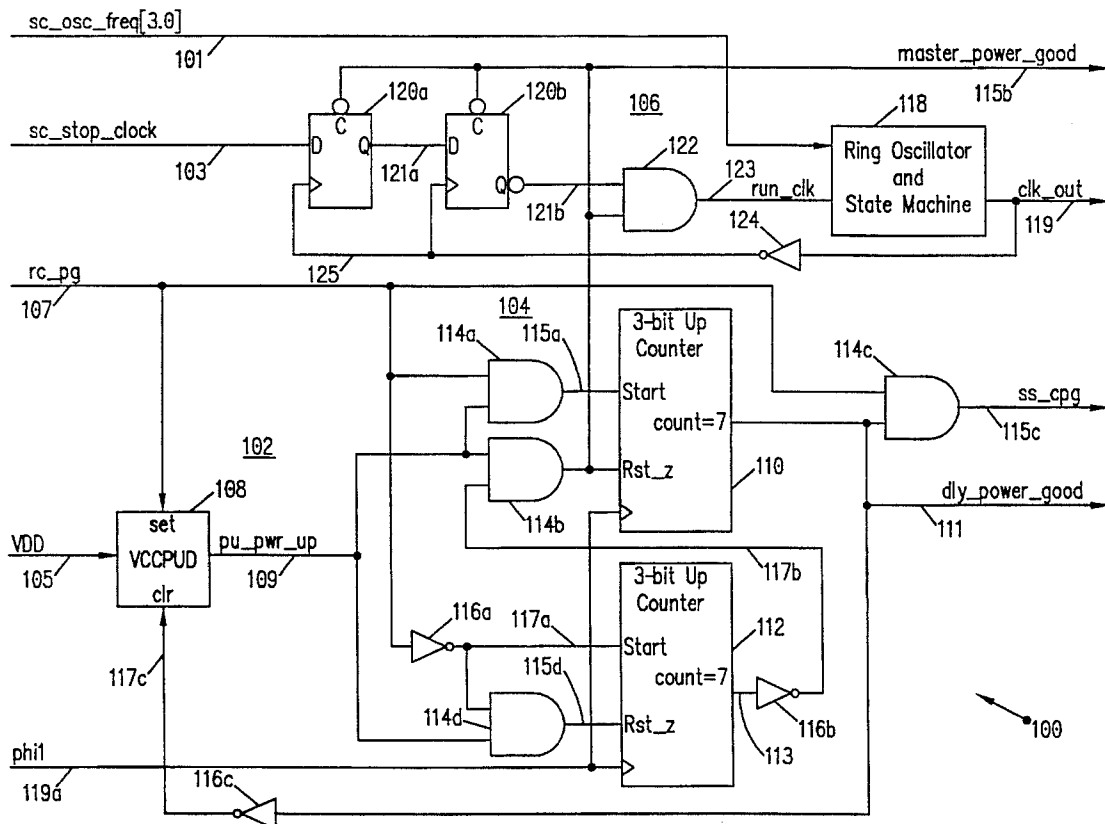 sc_osc_freq[3.0]
101
master_power_good
115b
120a
120b
106
118
sc_stop_clock
103
C
D
Q
121a
C
D
Q
121b
122
123
run_clk
Ring Oscillator
and
State Machine
clk_out
119
124
125
rc_pg
107
104
114a
115a
3-bit Up
Counter
Start
count=7
Rst_z
110
114c
ss_cpg
115c
102
108
set
VCCPUD
clr
VDD
105
pu_pwr_up
109
114b
dly_power_good
111
117b
116a
117a
3-bit Up
Counter
Start
count=7
Rst_z
112
117c
114d
115d
113
116b
100
phi1
119a
116c